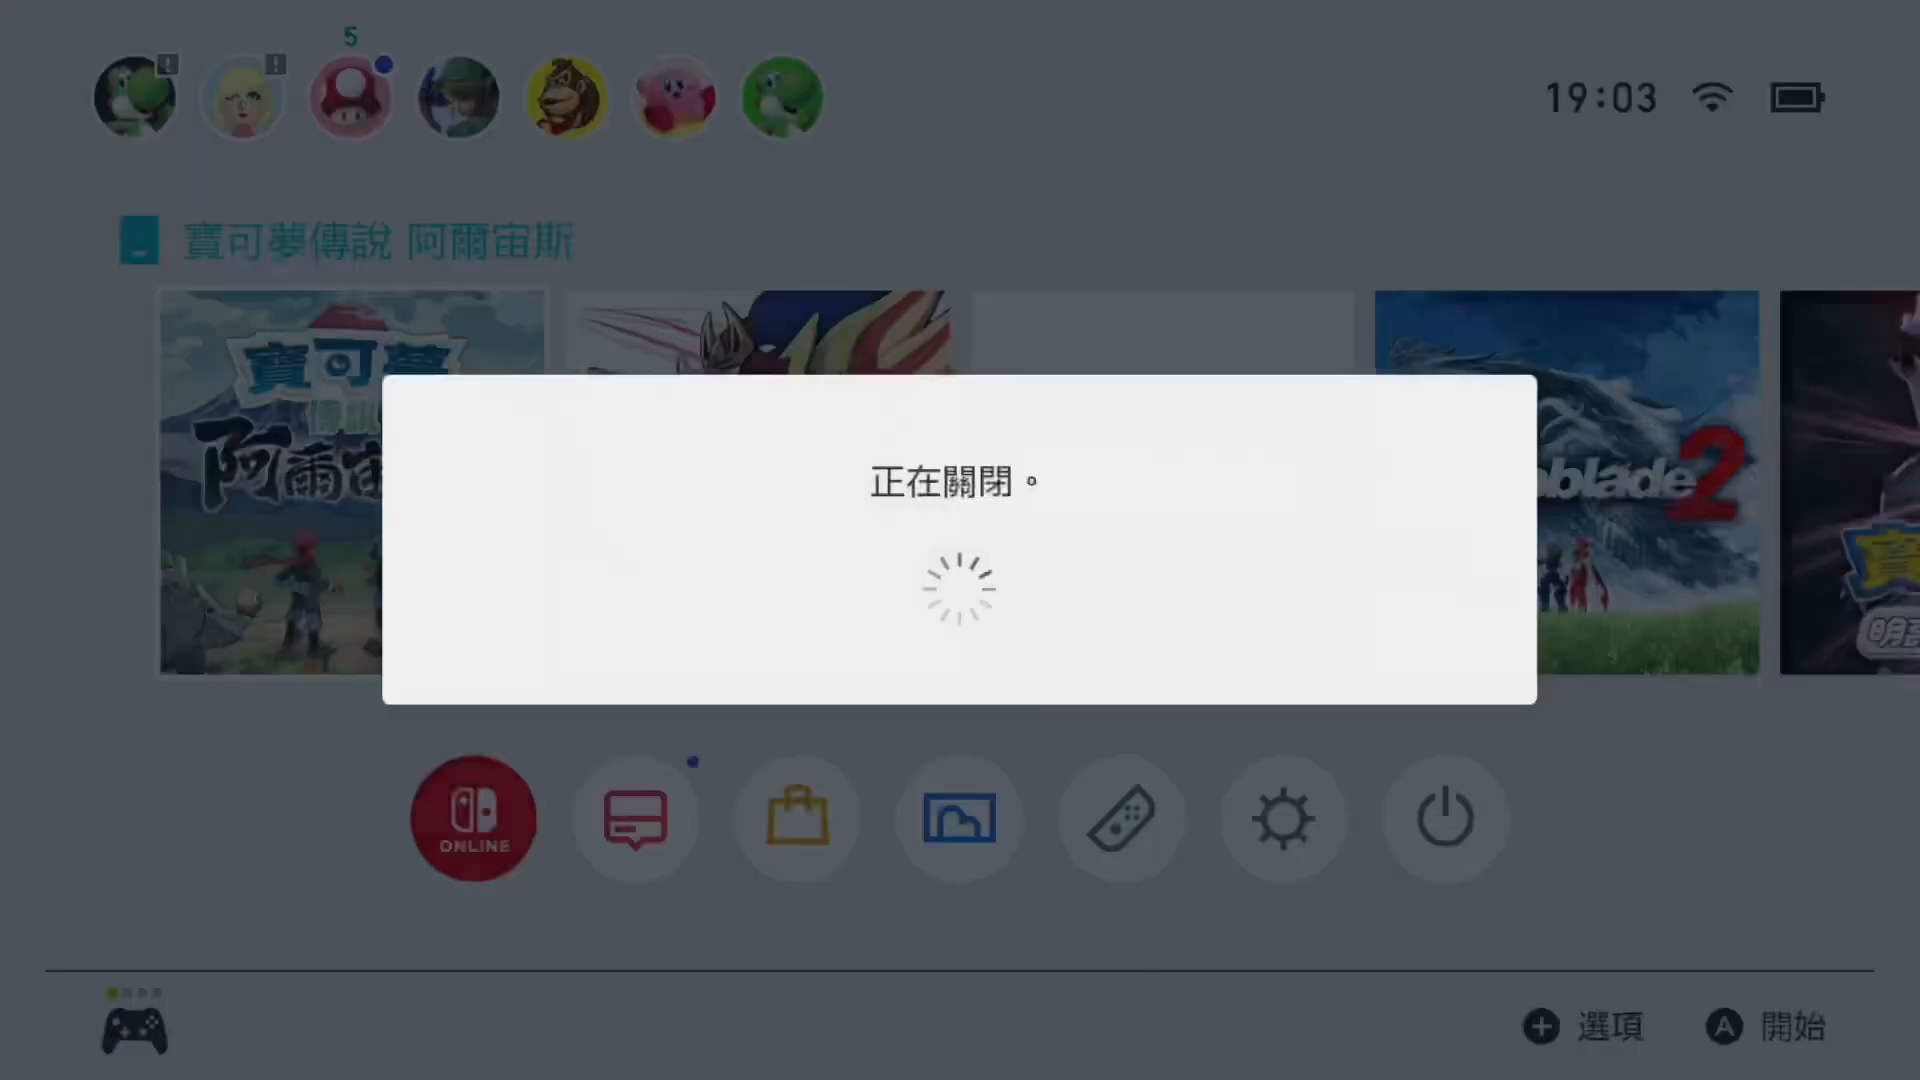 5
19:03
寶可夢傳說 阿爾宙斯
寶可夢
阿爾宙
正在關閉。
blade2
ONLINE
選項
A 開始